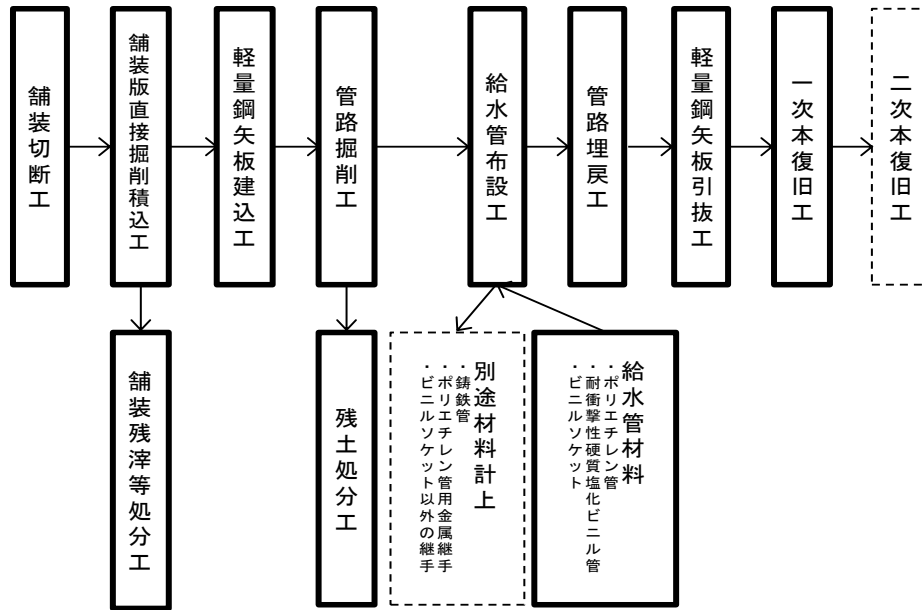 舗装切断工
舗装版直接掘削積込工
軽量鋼矢板建込工
管路掘削工
給水管布設工
管路埋戻工
軽量鋼矢板引抜工
一次本復旧工
二次本復旧工
舗装残滓等処分工
残土処分工
別途材料計上
・鋳鉄管
・ポリエチレン管用金属継手
・ビニルソケット以外の継手
給水管材料
・ポリエチレン管
・耐衝撃性硬質塩化ビニル管
・ビニルソケット